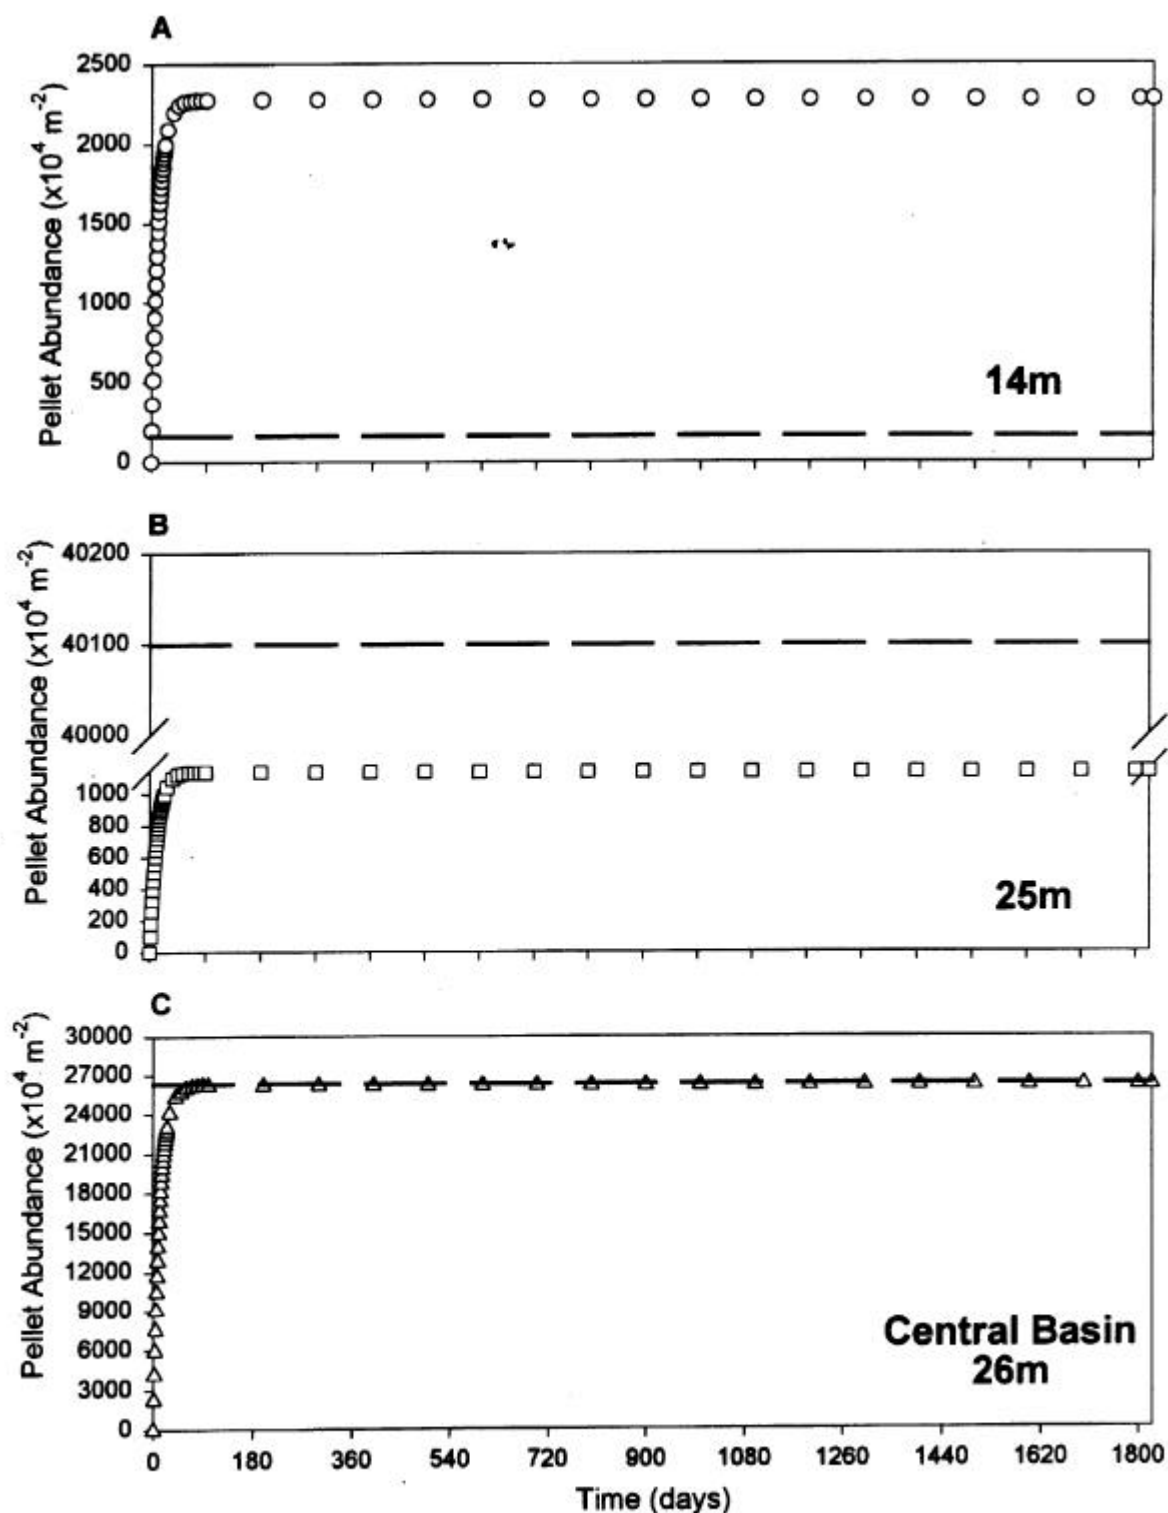 A
Pellet Abundance (x10⁴ m⁻²)
2500
2000
1500
1000
500
0
14m
B
Pellet Abundance (x10⁴ m⁻²)
40200
40100
40000
1000
800
600
400
200
0
25m
C
Pellet Abundance (x10⁴ m⁻²)
30000
27000
24000
21000
18000
15000
12000
9000
6000
3000
0
Central Basin
26m
0 180 360 540 720 900 1080 1260 1440 1620 1800
Time (days)